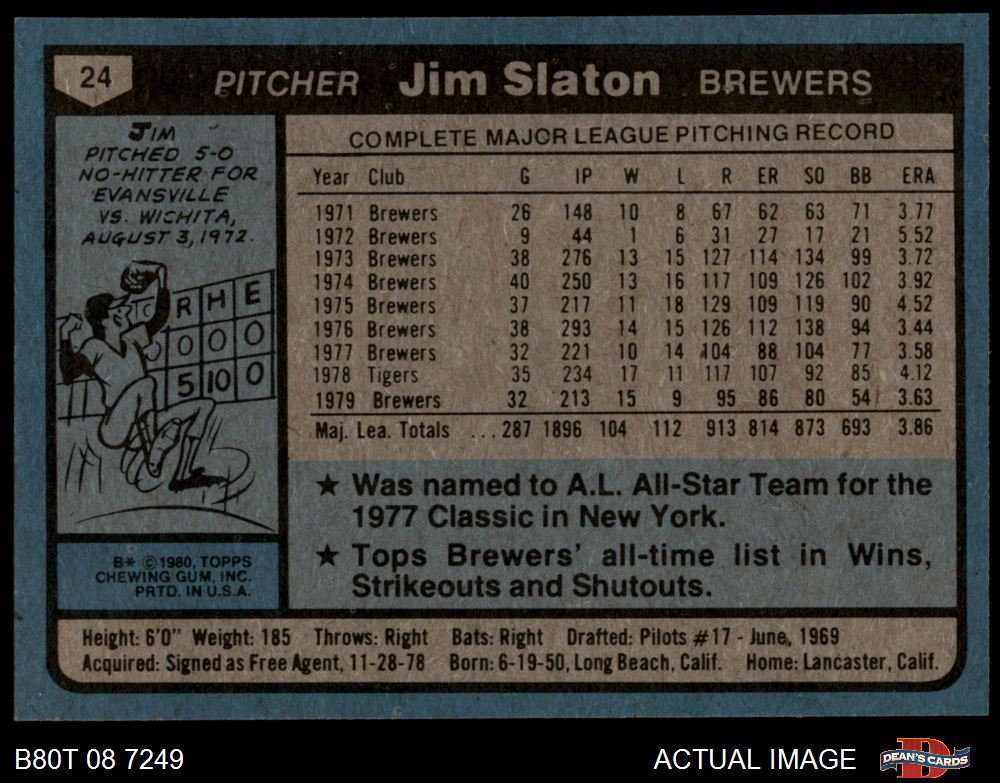 24 PITCHER Jim Slaton BREWERS
JIM
PITCHED 5-0
NO-HITTER FOR
EVANSVILLE
VS. WICHITA,
AUGUST 3, 1972.
R H E
0 0 0
5 10 0
B* ©1980, TOPPS
CHEWING GUM, INC.
PRTD. IN U.S.A.
COMPLETE MAJOR LEAGUE PITCHING RECORD
Year Club G IP W L R ER SO BB ERA
1971 Brewers 26 148 10 8 67 62 63 71 3.77
1972 Brewers 9 44 1 6 31 27 17 21 5.52
1973 Brewers 38 276 13 15 127 114 134 99 3.72
1974 Brewers 40 250 13 16 117 109 126 102 3.92
1975 Brewers 37 217 11 18 129 109 119 90 4.52
1976 Brewers 38 293 14 15 126 112 138 94 3.44
1977 Brewers 32 221 10 14 104 88 104 77 3.58
1978 Tigers 35 234 17 11 117 107 92 85 4.12
1979 Brewers 32 213 15 9 95 86 80 54 3.63
Maj. Lea. Totals ... 287 1896 104 112 913 814 873 693 3.86
★ Was named to A.L. All-Star Team for the
1977 Classic in New York.
★ Tops Brewers' all-time list in Wins,
Strikeouts and Shutouts.
Height: 6'0" Weight: 185 Throws: Right Bats: Right Drafted: Pilots #17 - June, 1969
Acquired: Signed as Free Agent, 11-28-78 Born: 6-19-50, Long Beach, Calif. Home: Lancaster, Calif.
B80T 08 7249 ACTUAL IMAGE DEAN'S CARDS